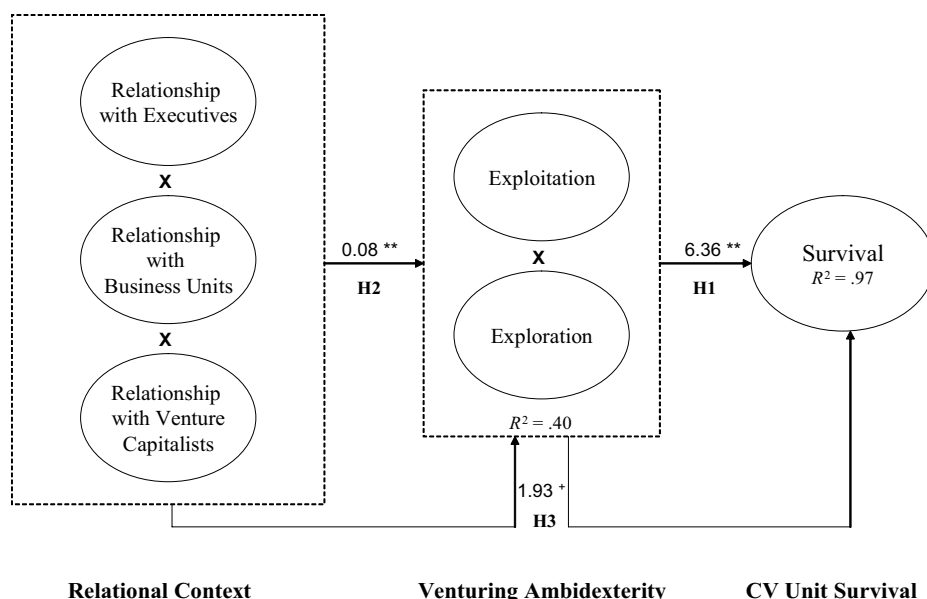 Relationship
with Executives
X
Relationship
with
Business Units
X
Relationship
with Venture
Capitalists
0.08 **
H2
Exploitation
X
Exploration
R² = .40
6.36 **
H1
Survival
R² = .97
1.93 +
H3
Relational Context
Venturing Ambidexterity
CV Unit Survival